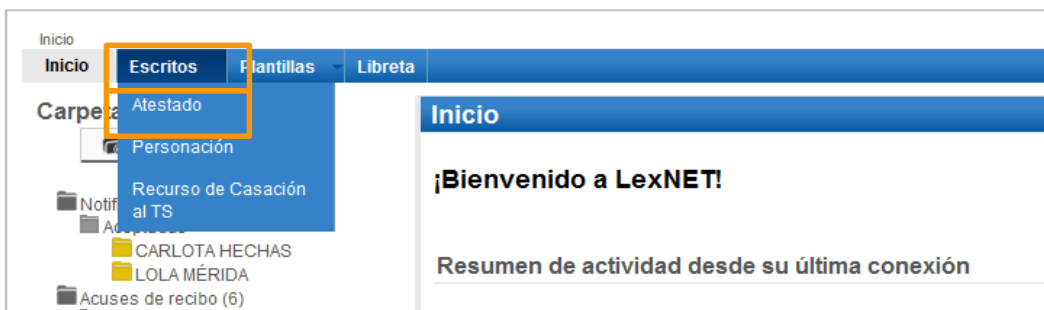 Inicio
Inicio Escritos Plantillas Libreta
Atestado
Personación
Recurso de Casación
al TS
CARLOTA HECHAS
LOLA MÉRIDA
Acuses de recibo (6)
Inicio
¡Bienvenido a LexNET!
Resumen de actividad desde su última conexión